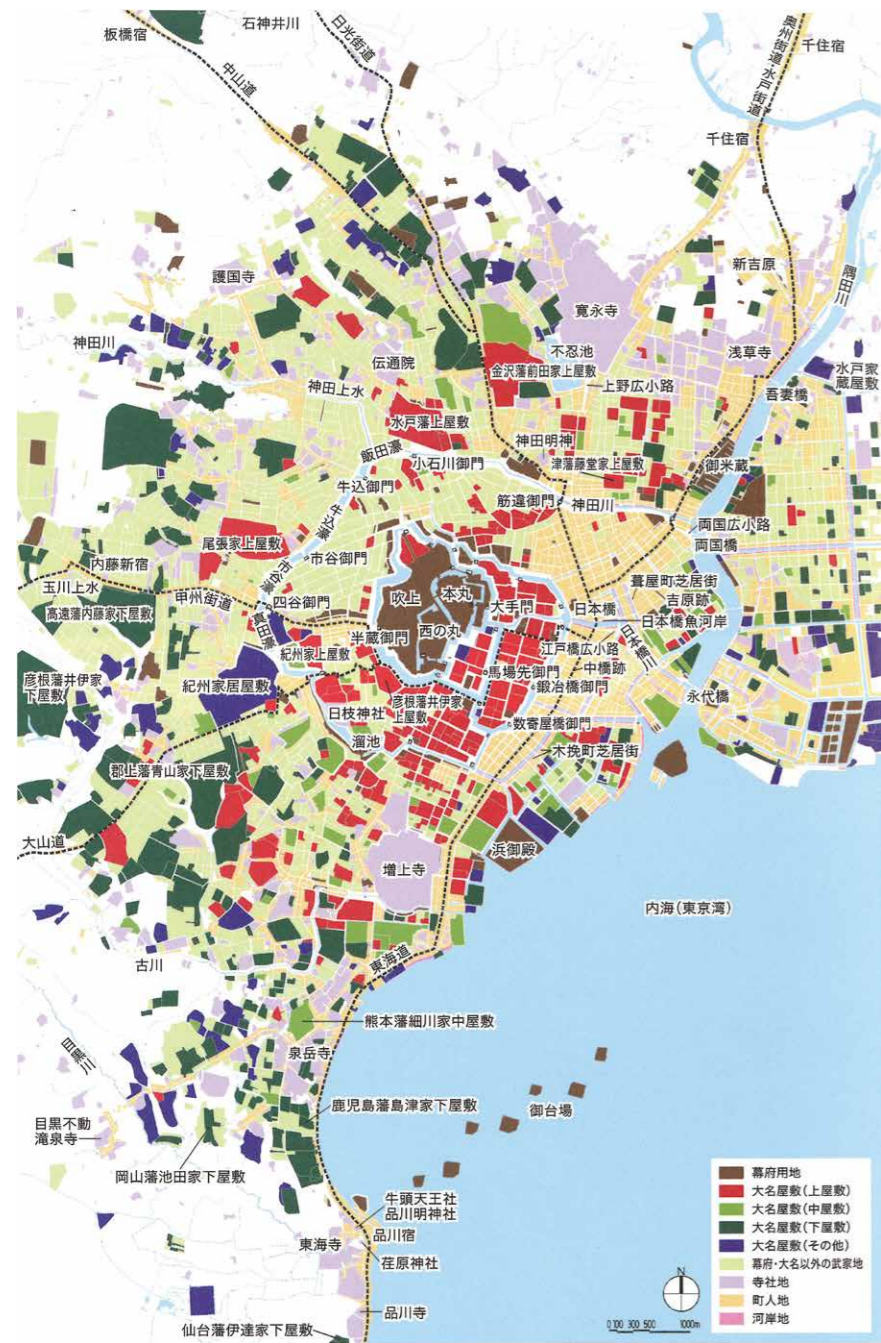 石神井川
日光街道
板橋宿
中山道
奥州街道・水戸街道
千住宿
千住宿
護国寺
新吉原
隅田川
寛永寺
神田川
伝通院
不忍池
浅草寺
金沢藩前田家上屋敷
水戸家
蔵屋敷
神田上水
上野広小路
吾妻橋
水戸藩上屋敷
飯田濠
神田明神
小石川御門
津藩藤堂家上屋敷
御米蔵
牛込御門
筋違御門
神田川
牛込濠
両国広小路
尾張家上屋敷
両国橋
市谷濠
市谷御門
内藤新宿
玉川上水
甲州街道
吹上
本丸
大手門
葺屋町芝居街
吉原跡
高遠藩内藤家下屋敷
四谷御門
日本橋
日本橋魚河岸
真田濠
半蔵御門
西の丸
江戸橋広小路
日本橋川
紀州家上屋敷
馬場先御門
中橋跡
彦根藩井伊家
下屋敷
紀州家居屋敷
鍛冶橋御門
彦根藩井伊家
上屋敷
永代橋
日枝神社
数寄屋橋御門
溜池
木挽町芝居街
郡上藩青山家下屋敷
大山道
浜御殿
増上寺
内海(東京湾)
古川
東海道
熊本藩細川家中屋敷
泉岳寺
目黒川
鹿児島藩島津家下屋敷
御台場
目黒不動
滝泉寺
岡山藩池田家下屋敷
牛頭天王社
品川明神社
品川宿
東海寺
荏原神社
品川寺
仙台藩伊達家下屋敷
幕府用地
大名屋敷(上屋敷)
大名屋敷(中屋敷)
大名屋敷(下屋敷)
大名屋敷(その他)
幕府・大名以外の武家地
寺社地
町人地
河岸地
N
0 100 300 500 1000m